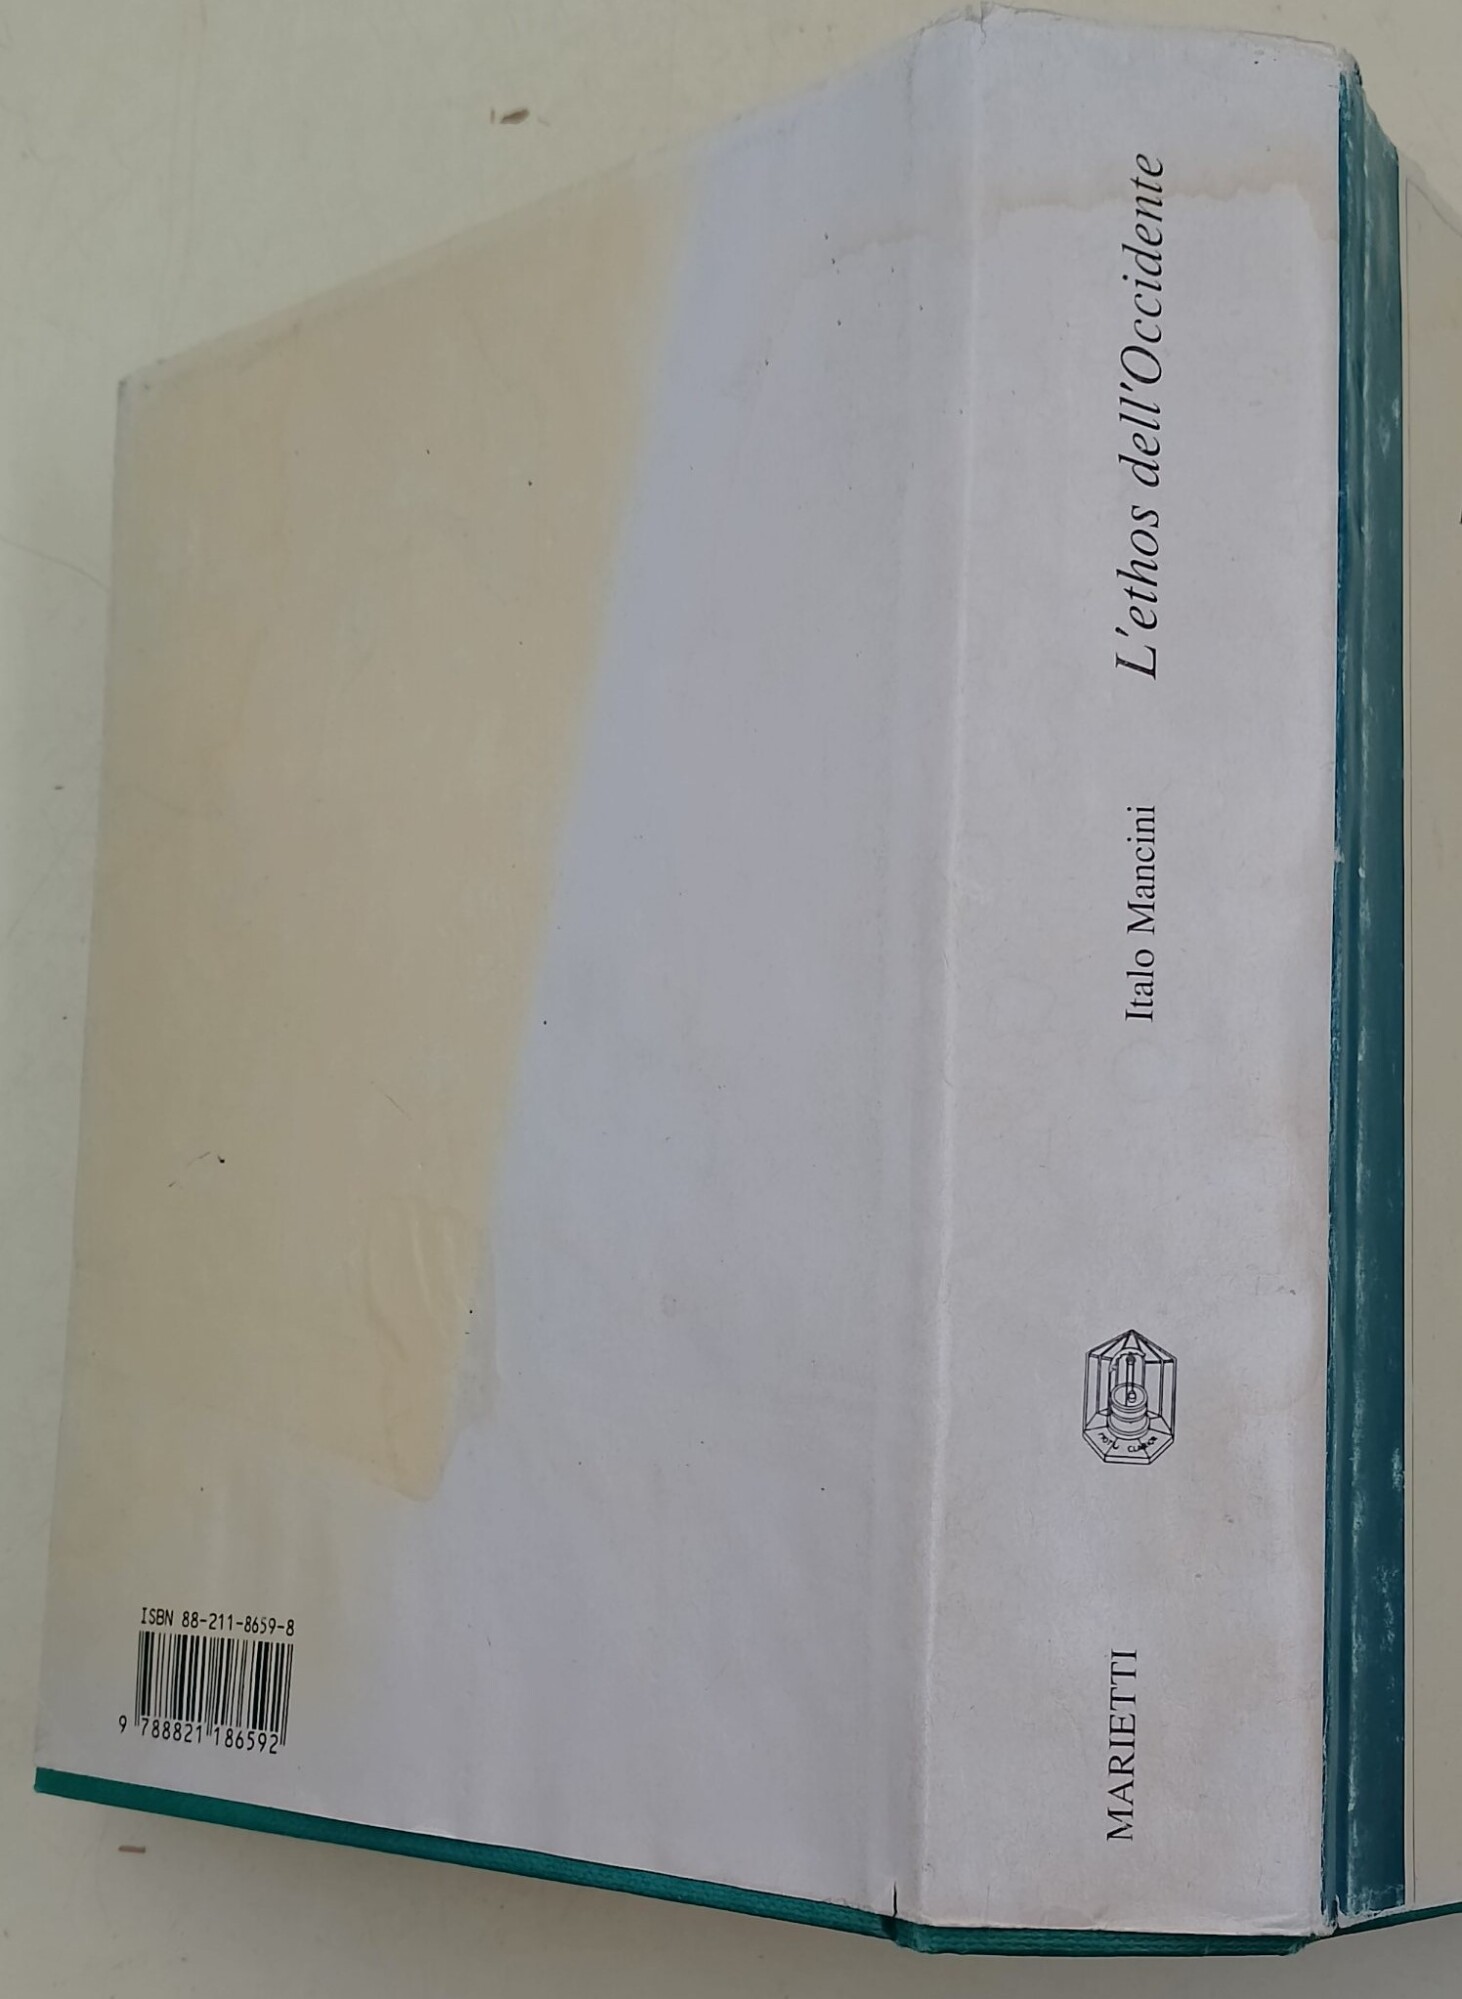 Italo Mancini L'ethos dell'Occidente
MARIETTI
ISBN 88-211-8659-8
9 788821 186592